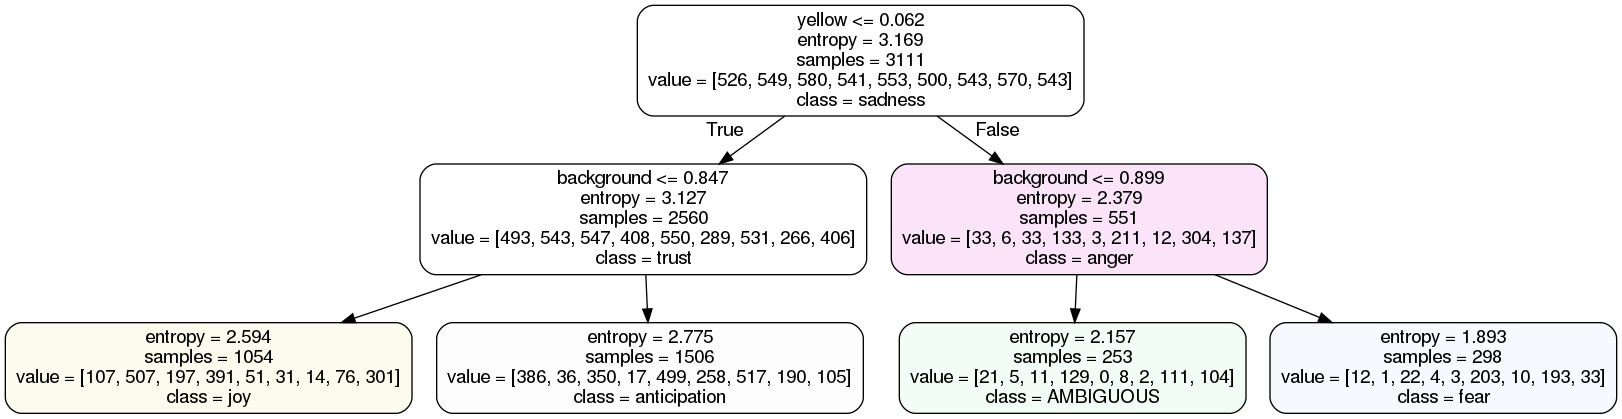 yellow <= 0.062
entropy = 3.169
samples = 3111
value = [526, 549, 580, 541, 553, 500, 543, 570, 543]
class = sadness
True
False
background <= 0.847
entropy = 3.127
samples = 2560
value = [493, 543, 547, 408, 550, 289, 531, 266, 406]
class = trust
background <= 0.899
entropy = 2.379
samples = 551
value = [33, 6, 33, 133, 3, 211, 12, 304, 137]
class = anger
entropy = 2.594
samples = 1054
value = [107, 507, 197, 391, 51, 31, 14, 76, 301]
class = joy
entropy = 2.775
samples = 1506
value = [386, 36, 350, 17, 499, 258, 517, 190, 105]
class = anticipation
entropy = 2.157
samples = 253
value = [21, 5, 11, 129, 0, 8, 2, 111, 104]
class = AMBIGUOUS
entropy = 1.893
samples = 298
value = [12, 1, 22, 4, 3, 203, 10, 193, 33]
class = fear